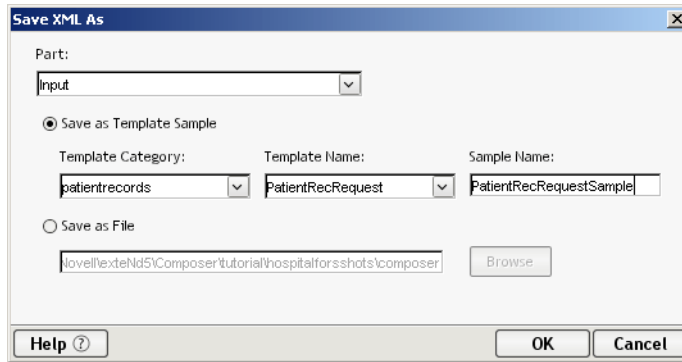 Save XML As
Part:
Input
Save as Template Sample
Template Category: Template Name: Sample Name:
patientrecords PatientRecRequest PatientRecRequestSample
Save as File
Novell\exteNd5\Composer\tutorial\hospitalforsshots\composer Browse
Help ? OK Cancel